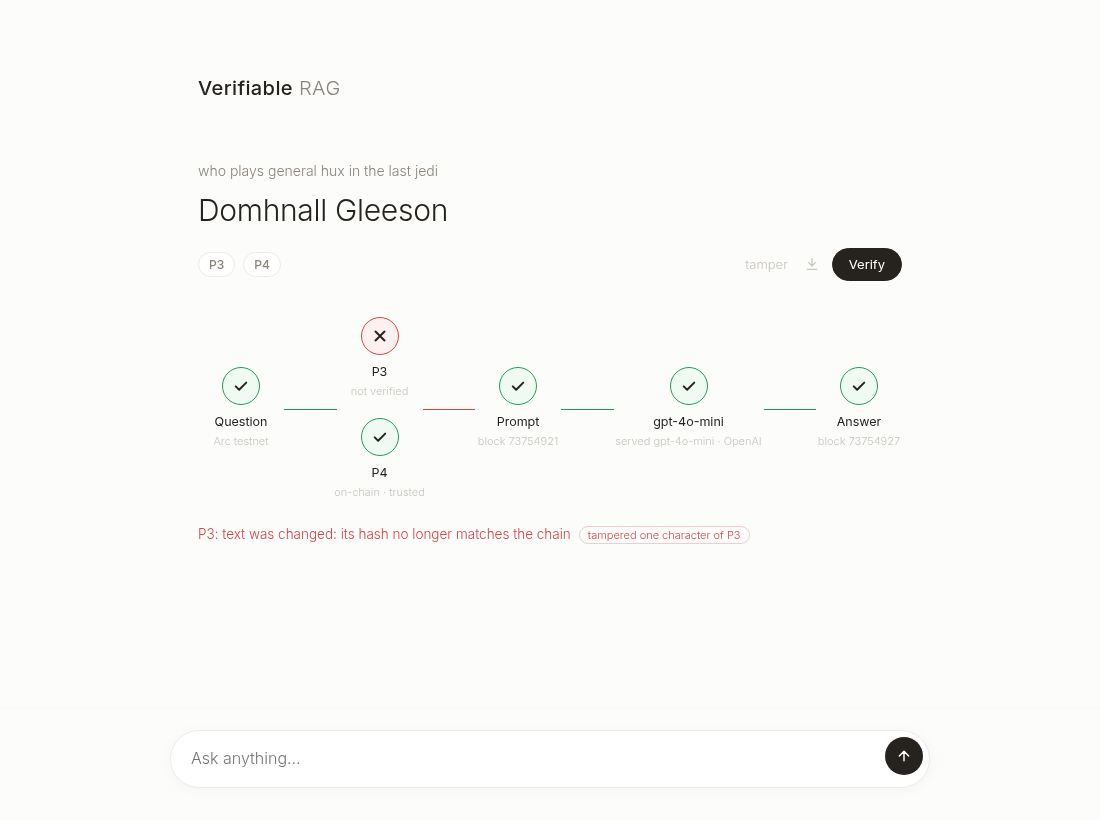 Verifiable RAG
who plays general hux in the last jedi
Domhnall Gleeson
P3 P4 tamper Verify
P3
not verified
Question Prompt gpt-4o-mini Answer
Arc testnet block 73754921 served gpt-4o-mini · OpenAI block 73754927
P4
on-chain · trusted
P3: text was changed: its hash no longer matches the chain tampered one character of P3
Ask anything...